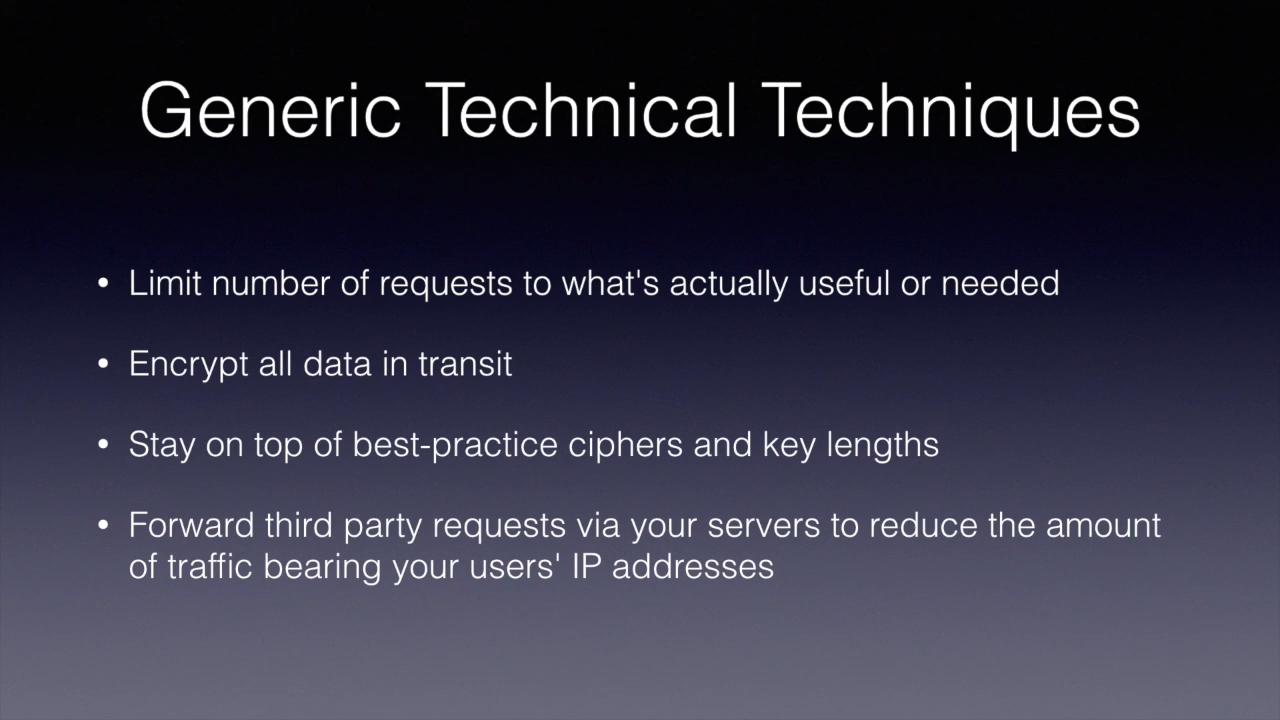 Generic Technical Techniques
• Limit number of requests to what's actually useful or needed
• Encrypt all data in transit
• Stay on top of best-practice ciphers and key lengths
• Forward third party requests via your servers to reduce the amount
of traffic bearing your users' IP addresses